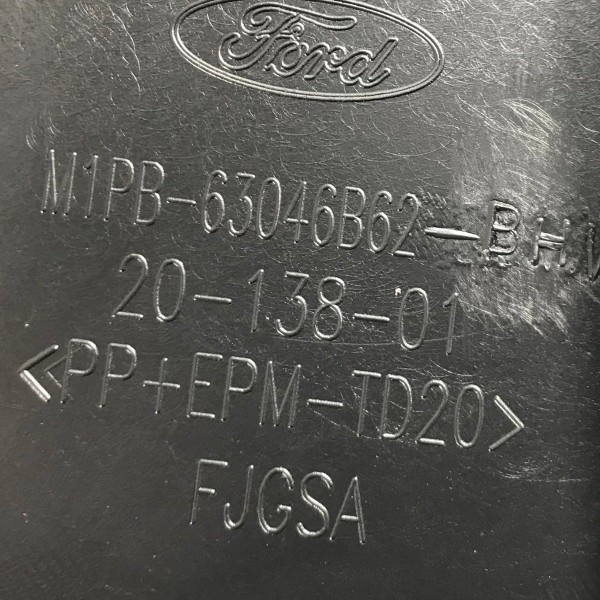 Ford
M1PB-63046B62-BH.W
20-138-01
<PP+EPM-TD20>
FJGSA